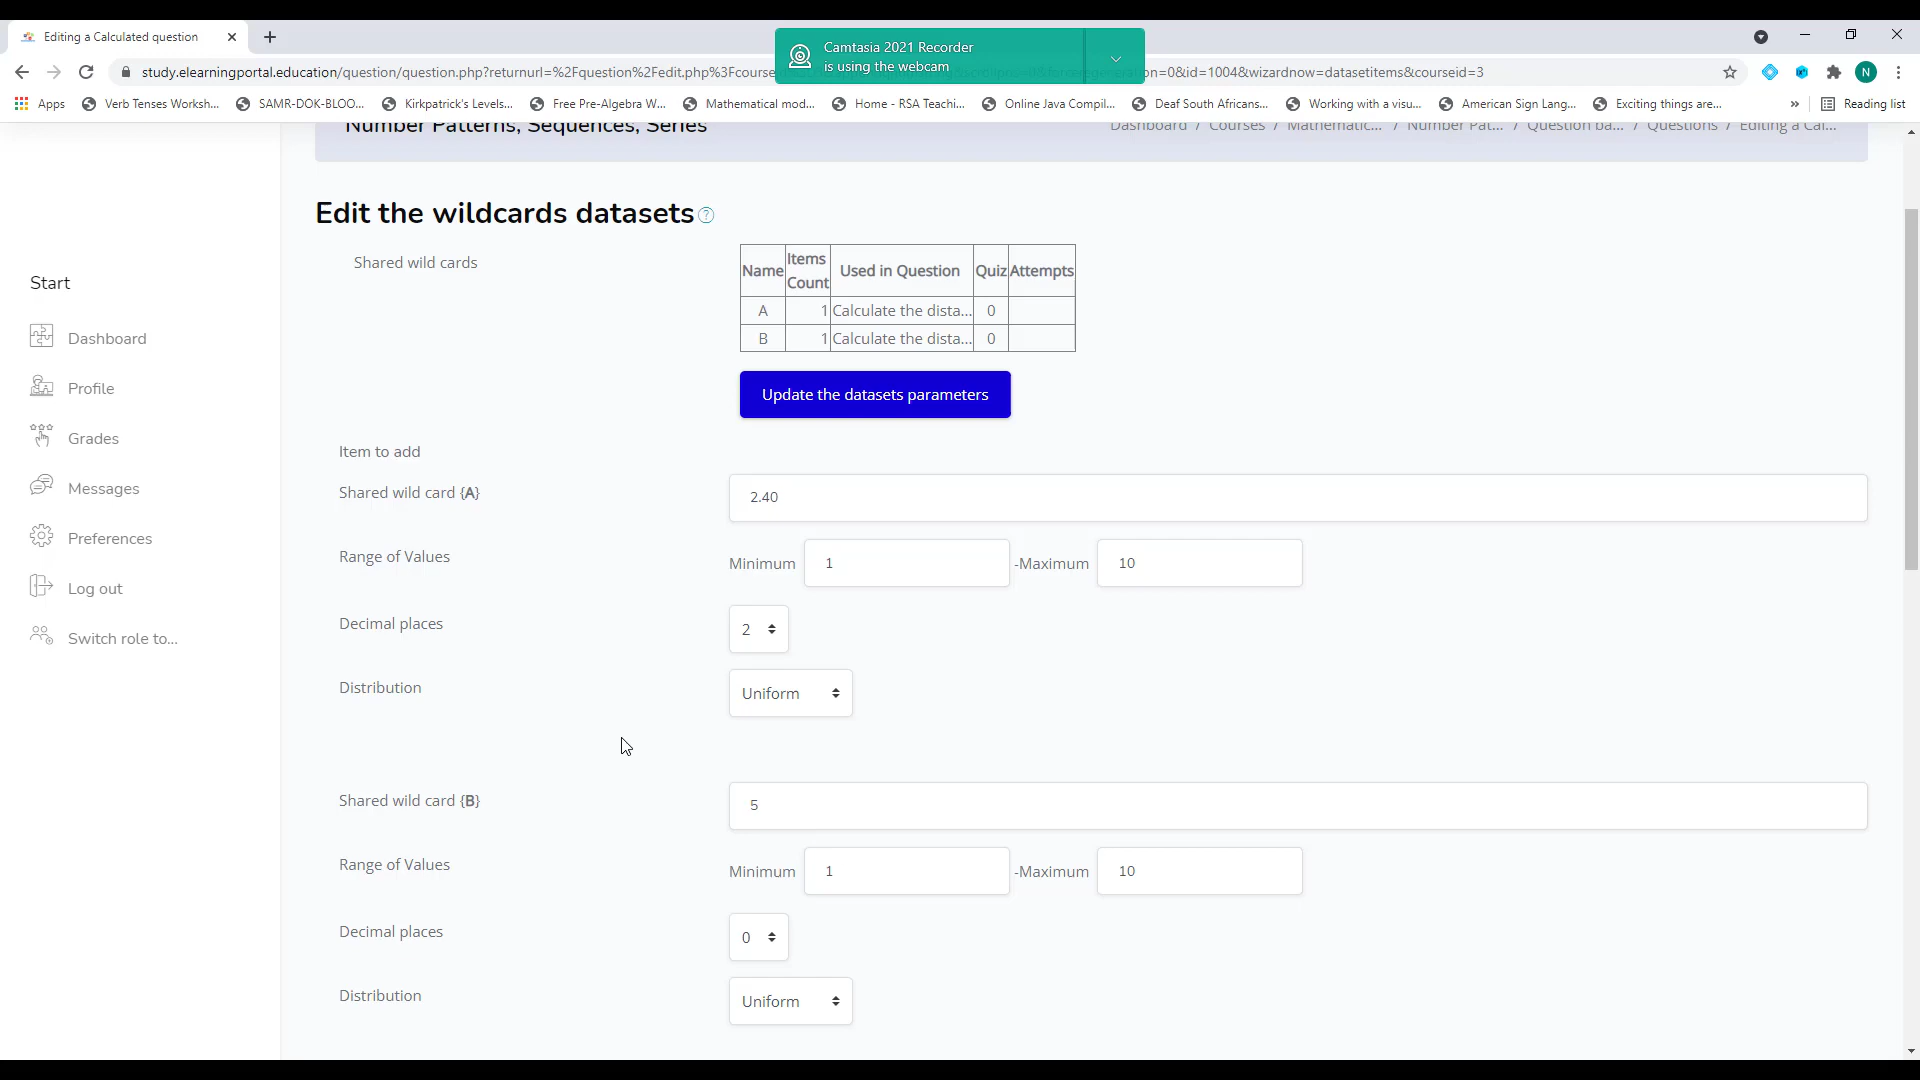 Editing a Calculated question
Camtasia 2021 Recorder
is using the webcam
study.elearningportal.education/question/question.php?returnurl=%2Fquestion%2Fedit.php%3Fcourse
=0&id=1004&wizardnow=datasetitems&courseid=3
N
Apps
Verb Tenses Worksh...
SAMR-DOK-BLOO...
Kirkpatrick's Levels...
Free Pre-Algebra W...
Mathematical mod...
Home - RSA Teachi...
Online Java Compil...
Deaf South Africans...
Working with a visu...
American Sign Lang...
Exciting things are...
»
Reading list
Number Patterns, Sequences, Series
Dashboard / Courses / Mathematic... / Number Pat... / Question ba... / Questions / Editing a Cal...
Edit the wildcards datasets
Start
Dashboard
Profile
Grades
Messages
Preferences
Log out
Switch role to...
Shared wild cards
Name Items Count Used in Question Quiz Attempts
A 1 Calculate the dista... 0
B 1 Calculate the dista... 0
Update the datasets parameters
Item to add
Shared wild card {A} 2.40
Range of Values Minimum 1 -Maximum 10
Decimal places 2
Distribution Uniform
Shared wild card {B} 5
Range of Values Minimum 1 -Maximum 10
Decimal places 0
Distribution Uniform